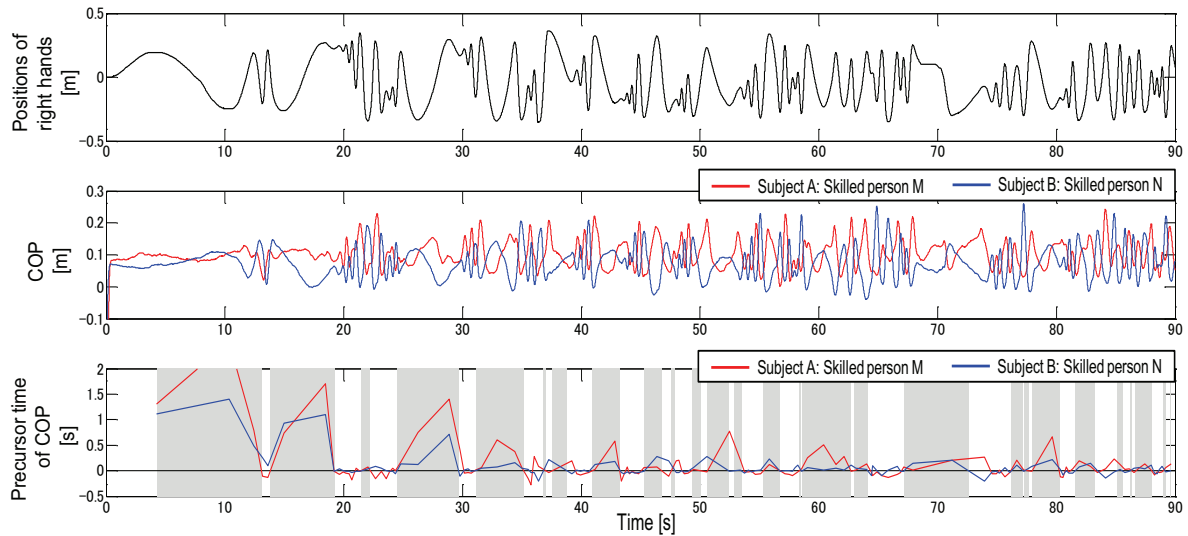 Positions of
right hands
[m]
0.5
0
−0.5
0 10 20 30 40 50 60 70 80 90
Subject A: Skilled person M Subject B: Skilled person N
COP
[m]
0.3
0.2
0.1
0
−0.1
0 10 20 30 40 50 60 70 80 90
Subject A: Skilled person M Subject B: Skilled person N
Precursor time
of COP
[s]
2
1.5
1
0.5
0
−0.5
0 10 20 30 40 50 60 70 80 90
Time [s]